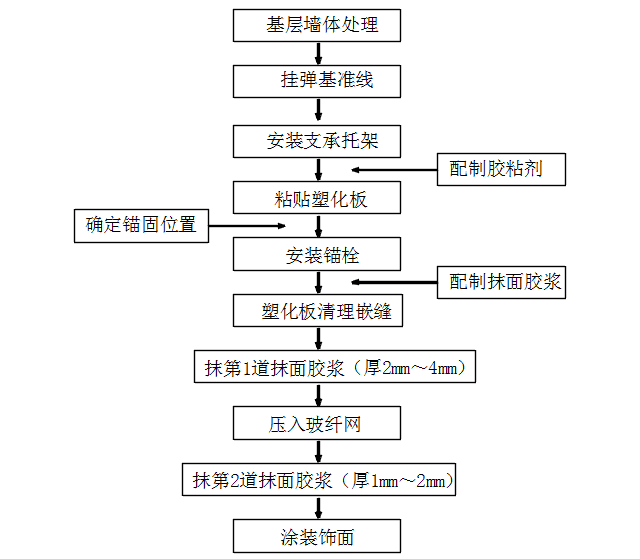 基层墙体处理
挂弹基准线
安装支承托架
配制胶粘剂
粘贴塑化板
确定锚固位置
安装锚栓
配制抹面胶浆
塑化板清理嵌缝
抹第1道抹面胶浆（厚2mm～4mm）
压入玻纤网
抹第2道抹面胶浆（厚1mm～2mm）
涂装饰面